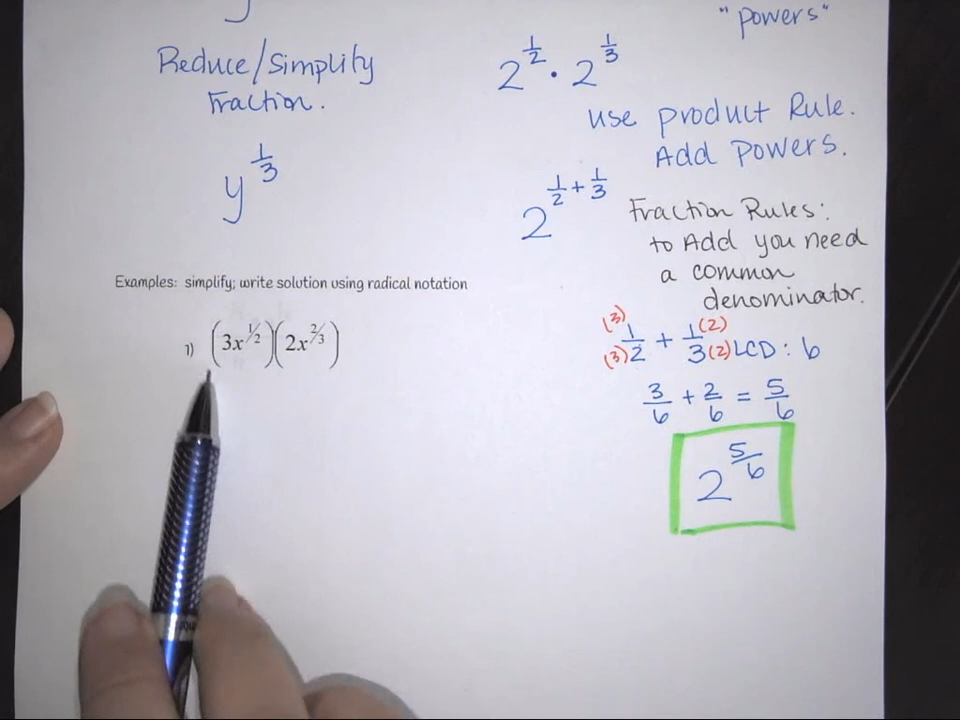 "Powers"
Reduce/Simplify
Fraction.
y^{1/3}
2^{1/2} · 2^{1/3}
use product Rule.
Add Powers.
2^{1/2 + 1/3}
Fraction Rules:
to Add you need
a common
denominator.
(3) 1/2 (3) + 1/3 (2) (2) LCD: 6
3/6 + 2/6 = 5/6
2^{5/6}
Examples: simplify; write solution using radical notation
1) (3x^{1/2})(2x^{2/3})